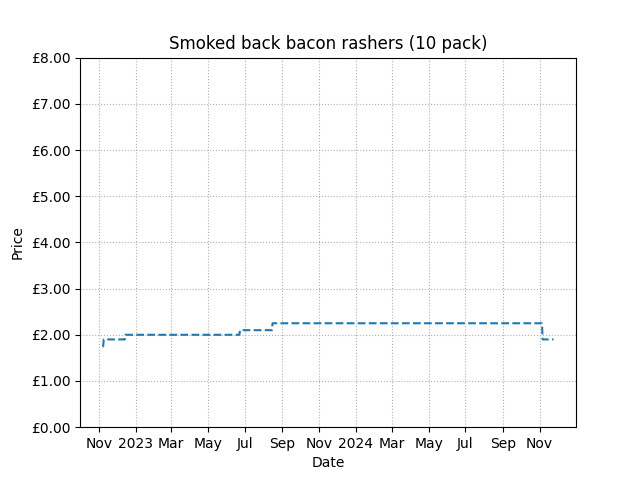 Smoked back bacon rashers (10 pack)
£8.00
£7.00
£6.00
£5.00
£4.00
£3.00
£2.00
£1.00
£0.00
Price
Nov 2023 Mar May Jul Sep Nov 2024 Mar May Jul Sep Nov
Date